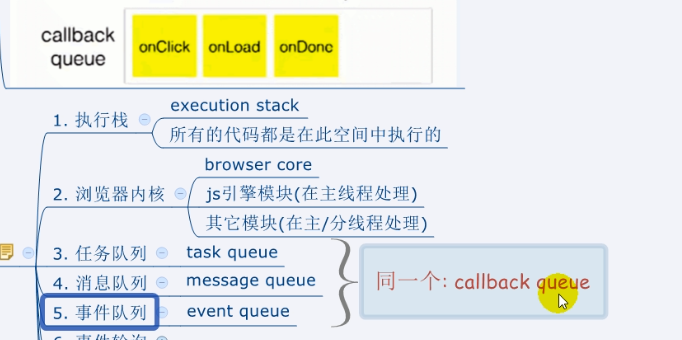 callback
queue
onClick
onLoad
onDone
1. 执行栈
execution stack
所有的代码都是在此空间中执行的
2. 浏览器内核
browser core
js引擎模块(在主线程处理)
其它模块(在主/分线程处理)
3. 任务队列
task queue
4. 消息队列
message queue
5. 事件队列
event queue
同一个: callback queue